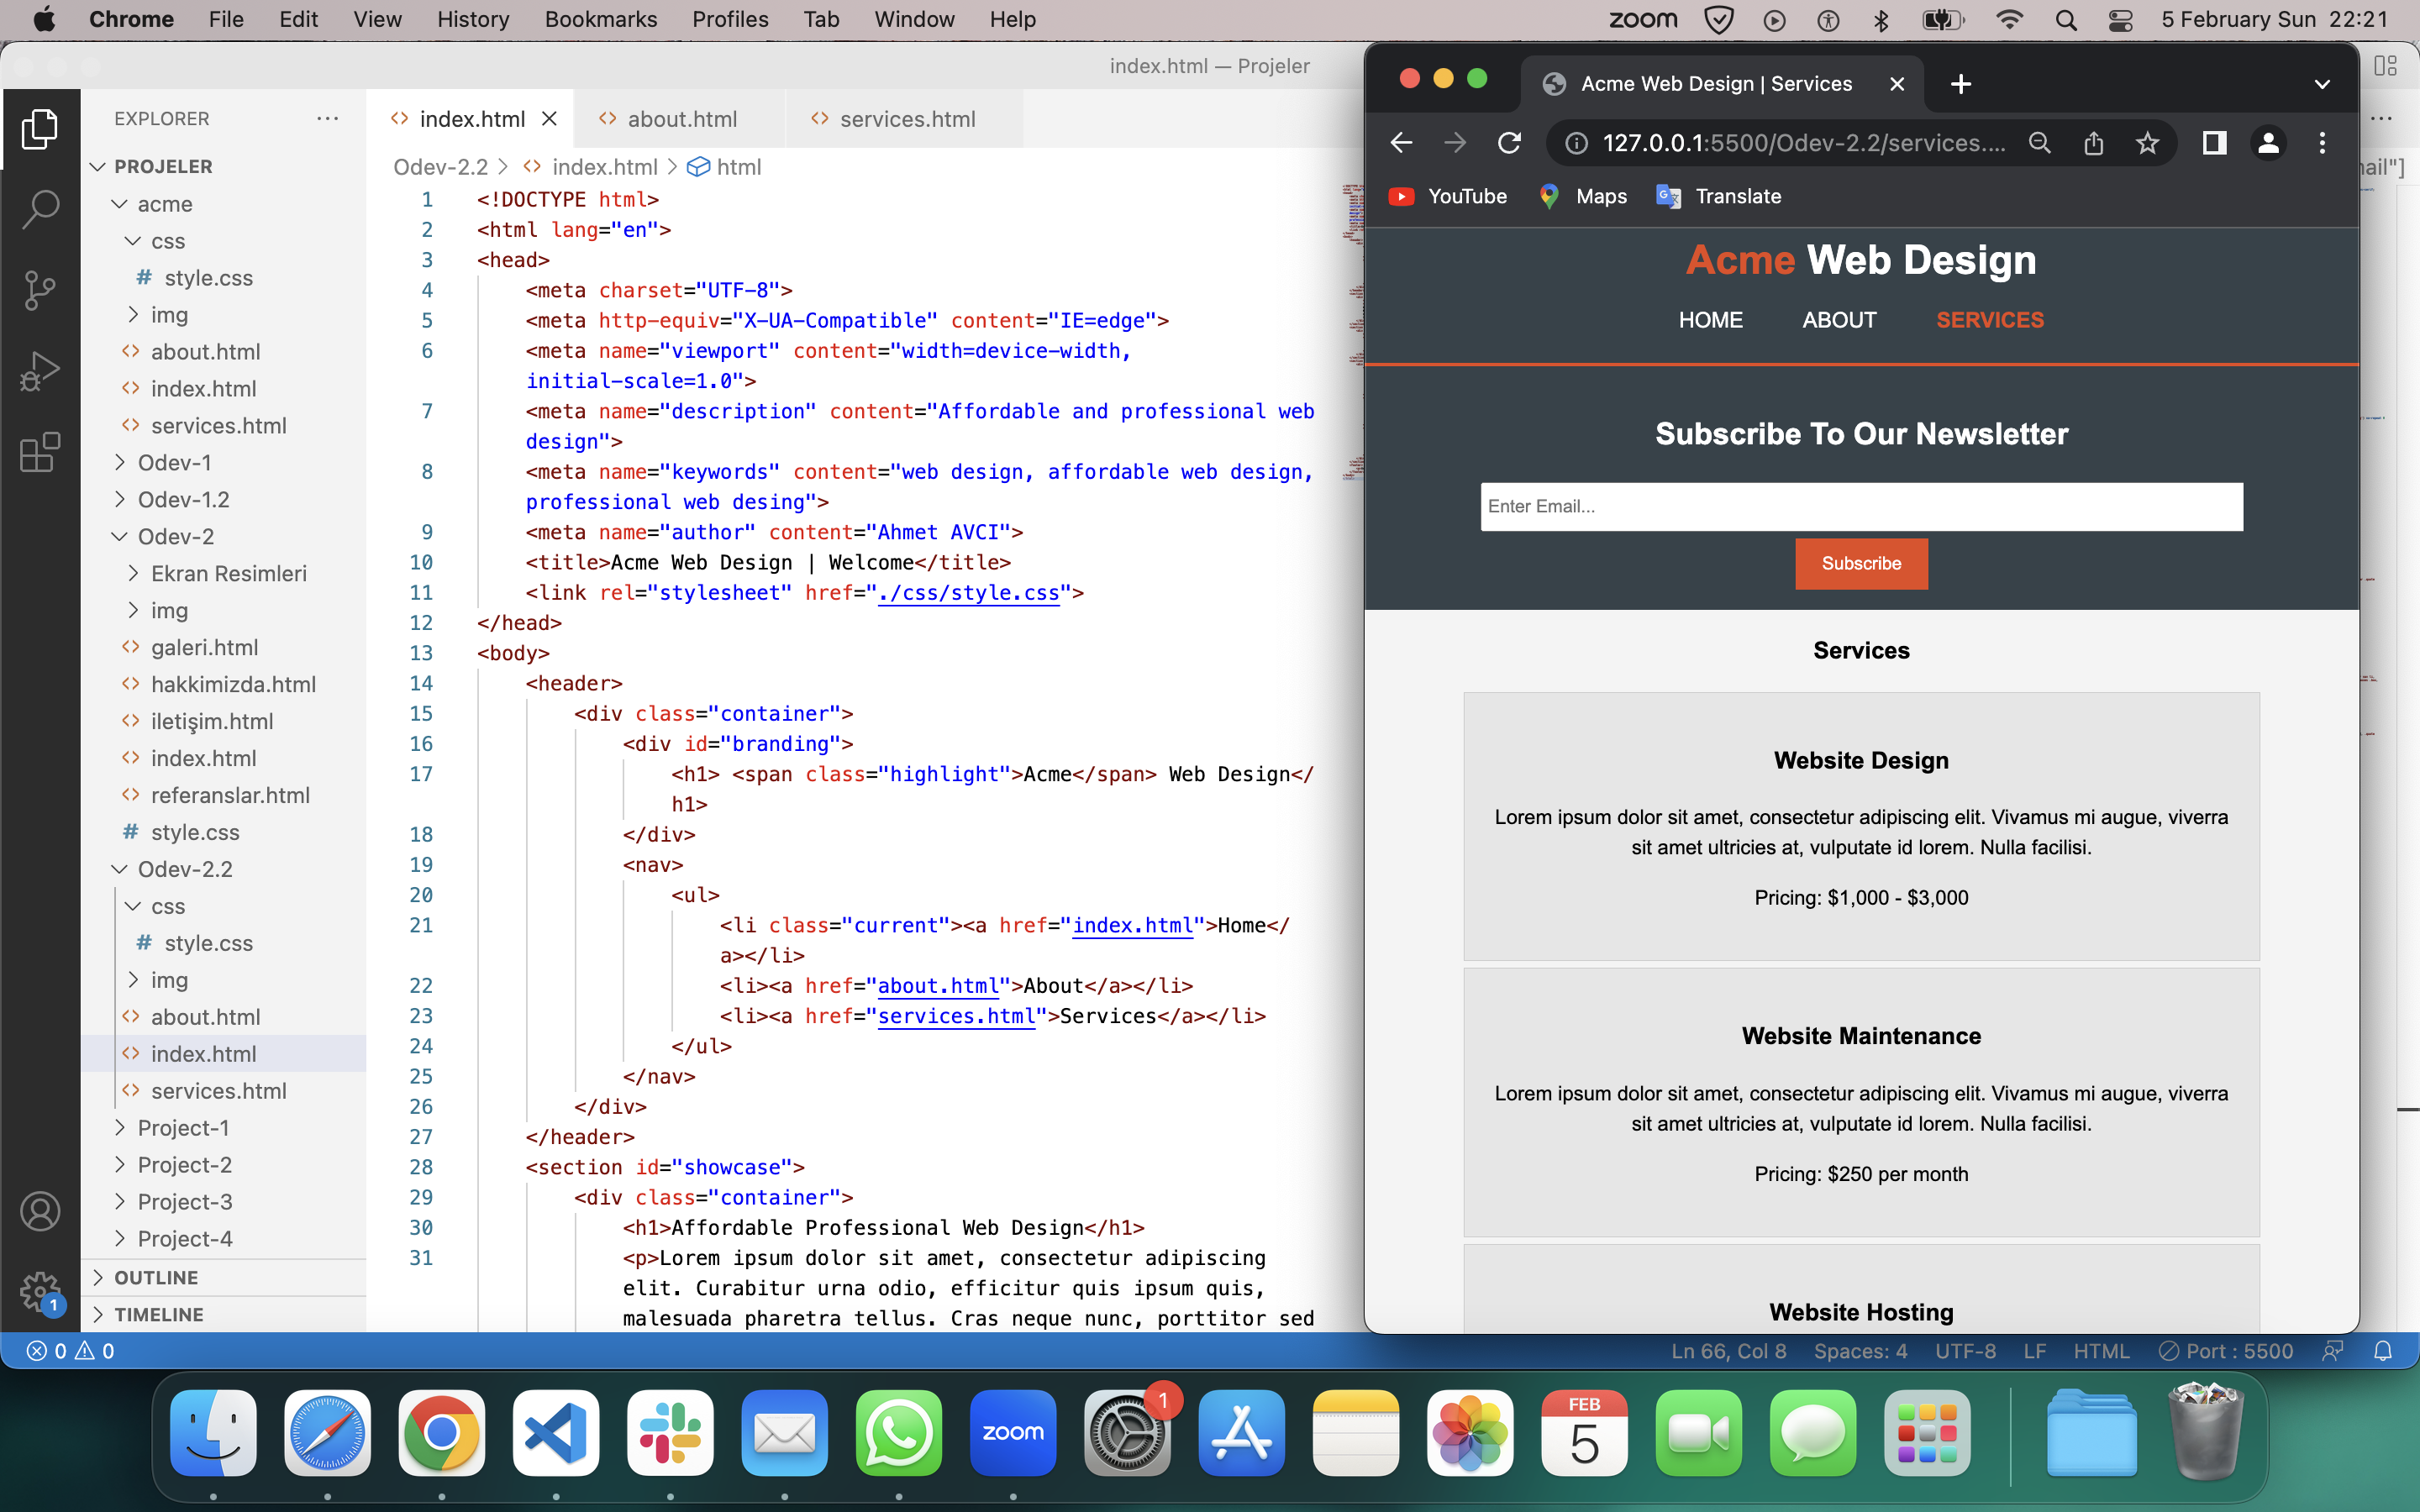 Chrome File Edit View History Bookmarks Profiles Tab Window Help
zoom 5 February Sun 22:21
index.html — Projeler
EXPLORER
PROJELER
acme
css
# style.css
img
about.html
index.html
services.html
Odev-1
Odev-1.2
Odev-2
Ekran Resimleri
img
galeri.html
hakkimizda.html
iletişim.html
index.html
referanslar.html
# style.css
Odev-2.2
css
# style.css
img
about.html
index.html
services.html
Project-1
Project-2
Project-3
Project-4
OUTLINE
TIMELINE
1
index.html about.html services.html
Odev-2.2 > index.html > html
1 <!DOCTYPE html>
2 <html lang="en">
3 <head>
4 <meta charset="UTF-8">
5 <meta http-equiv="X-UA-Compatible" content="IE=edge">
6 <meta name="viewport" content="width=device-width,
initial-scale=1.0">
7 <meta name="description" content="Affordable and professional web
design">
8 <meta name="keywords" content="web design, affordable web design,
professional web desing">
9 <meta name="author" content="Ahmet AVCI">
10 <title>Acme Web Design | Welcome</title>
11 <link rel="stylesheet" href="./css/style.css">
12 </head>
13 <body>
14 <header>
15 <div class="container">
16 <div id="branding">
17 <h1> <span class="highlight">Acme</span> Web Design</
h1>
18 </div>
19 <nav>
20 <ul>
21 <li class="current"><a href="index.html">Home</
a></li>
22 <li><a href="about.html">About</a></li>
23 <li><a href="services.html">Services</a></li>
24 </ul>
25 </nav>
26 </div>
27 </header>
28 <section id="showcase">
29 <div class="container">
30 <h1>Affordable Professional Web Design</h1>
31 <p>Lorem ipsum dolor sit amet, consectetur adipiscing
elit. Curabitur urna odio, efficitur quis ipsum quis,
malesuada pharetra tellus. Cras neque nunc, porttitor sed
Acme Web Design | Services
127.0.0.1:5500/Odev-2.2/services....
YouTube Maps Translate
Acme Web Design
HOME ABOUT SERVICES
Subscribe To Our Newsletter
Enter Email...
Subscribe
Services
Website Design
Lorem ipsum dolor sit amet, consectetur adipiscing elit. Vivamus mi augue, viverra
sit amet ultricies at, vulputate id lorem. Nulla facilisi.
Pricing: $1,000 - $3,000
Website Maintenance
Lorem ipsum dolor sit amet, consectetur adipiscing elit. Vivamus mi augue, viverra
sit amet ultricies at, vulputate id lorem. Nulla facilisi.
Pricing: $250 per month
Website Hosting
0 0 Ln 66, Col 8 Spaces: 4 UTF-8 LF HTML Port : 5500
zoom
1
FEB
5